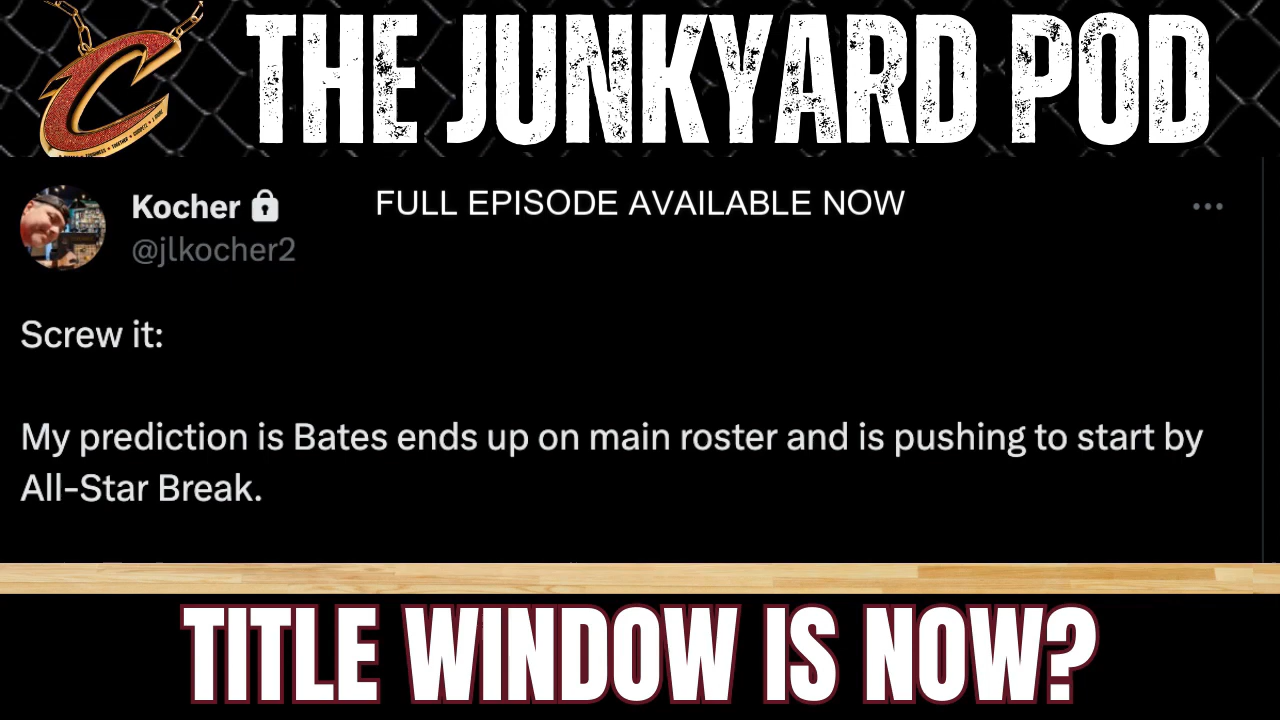 THE JUNKYARD POD
Kocher
FULL EPISODE AVAILABLE NOW
@jlkocher2
Screw it:
My prediction is Bates ends up on main roster and is pushing to start by
All-Star Break.
TITLE WINDOW IS NOW?